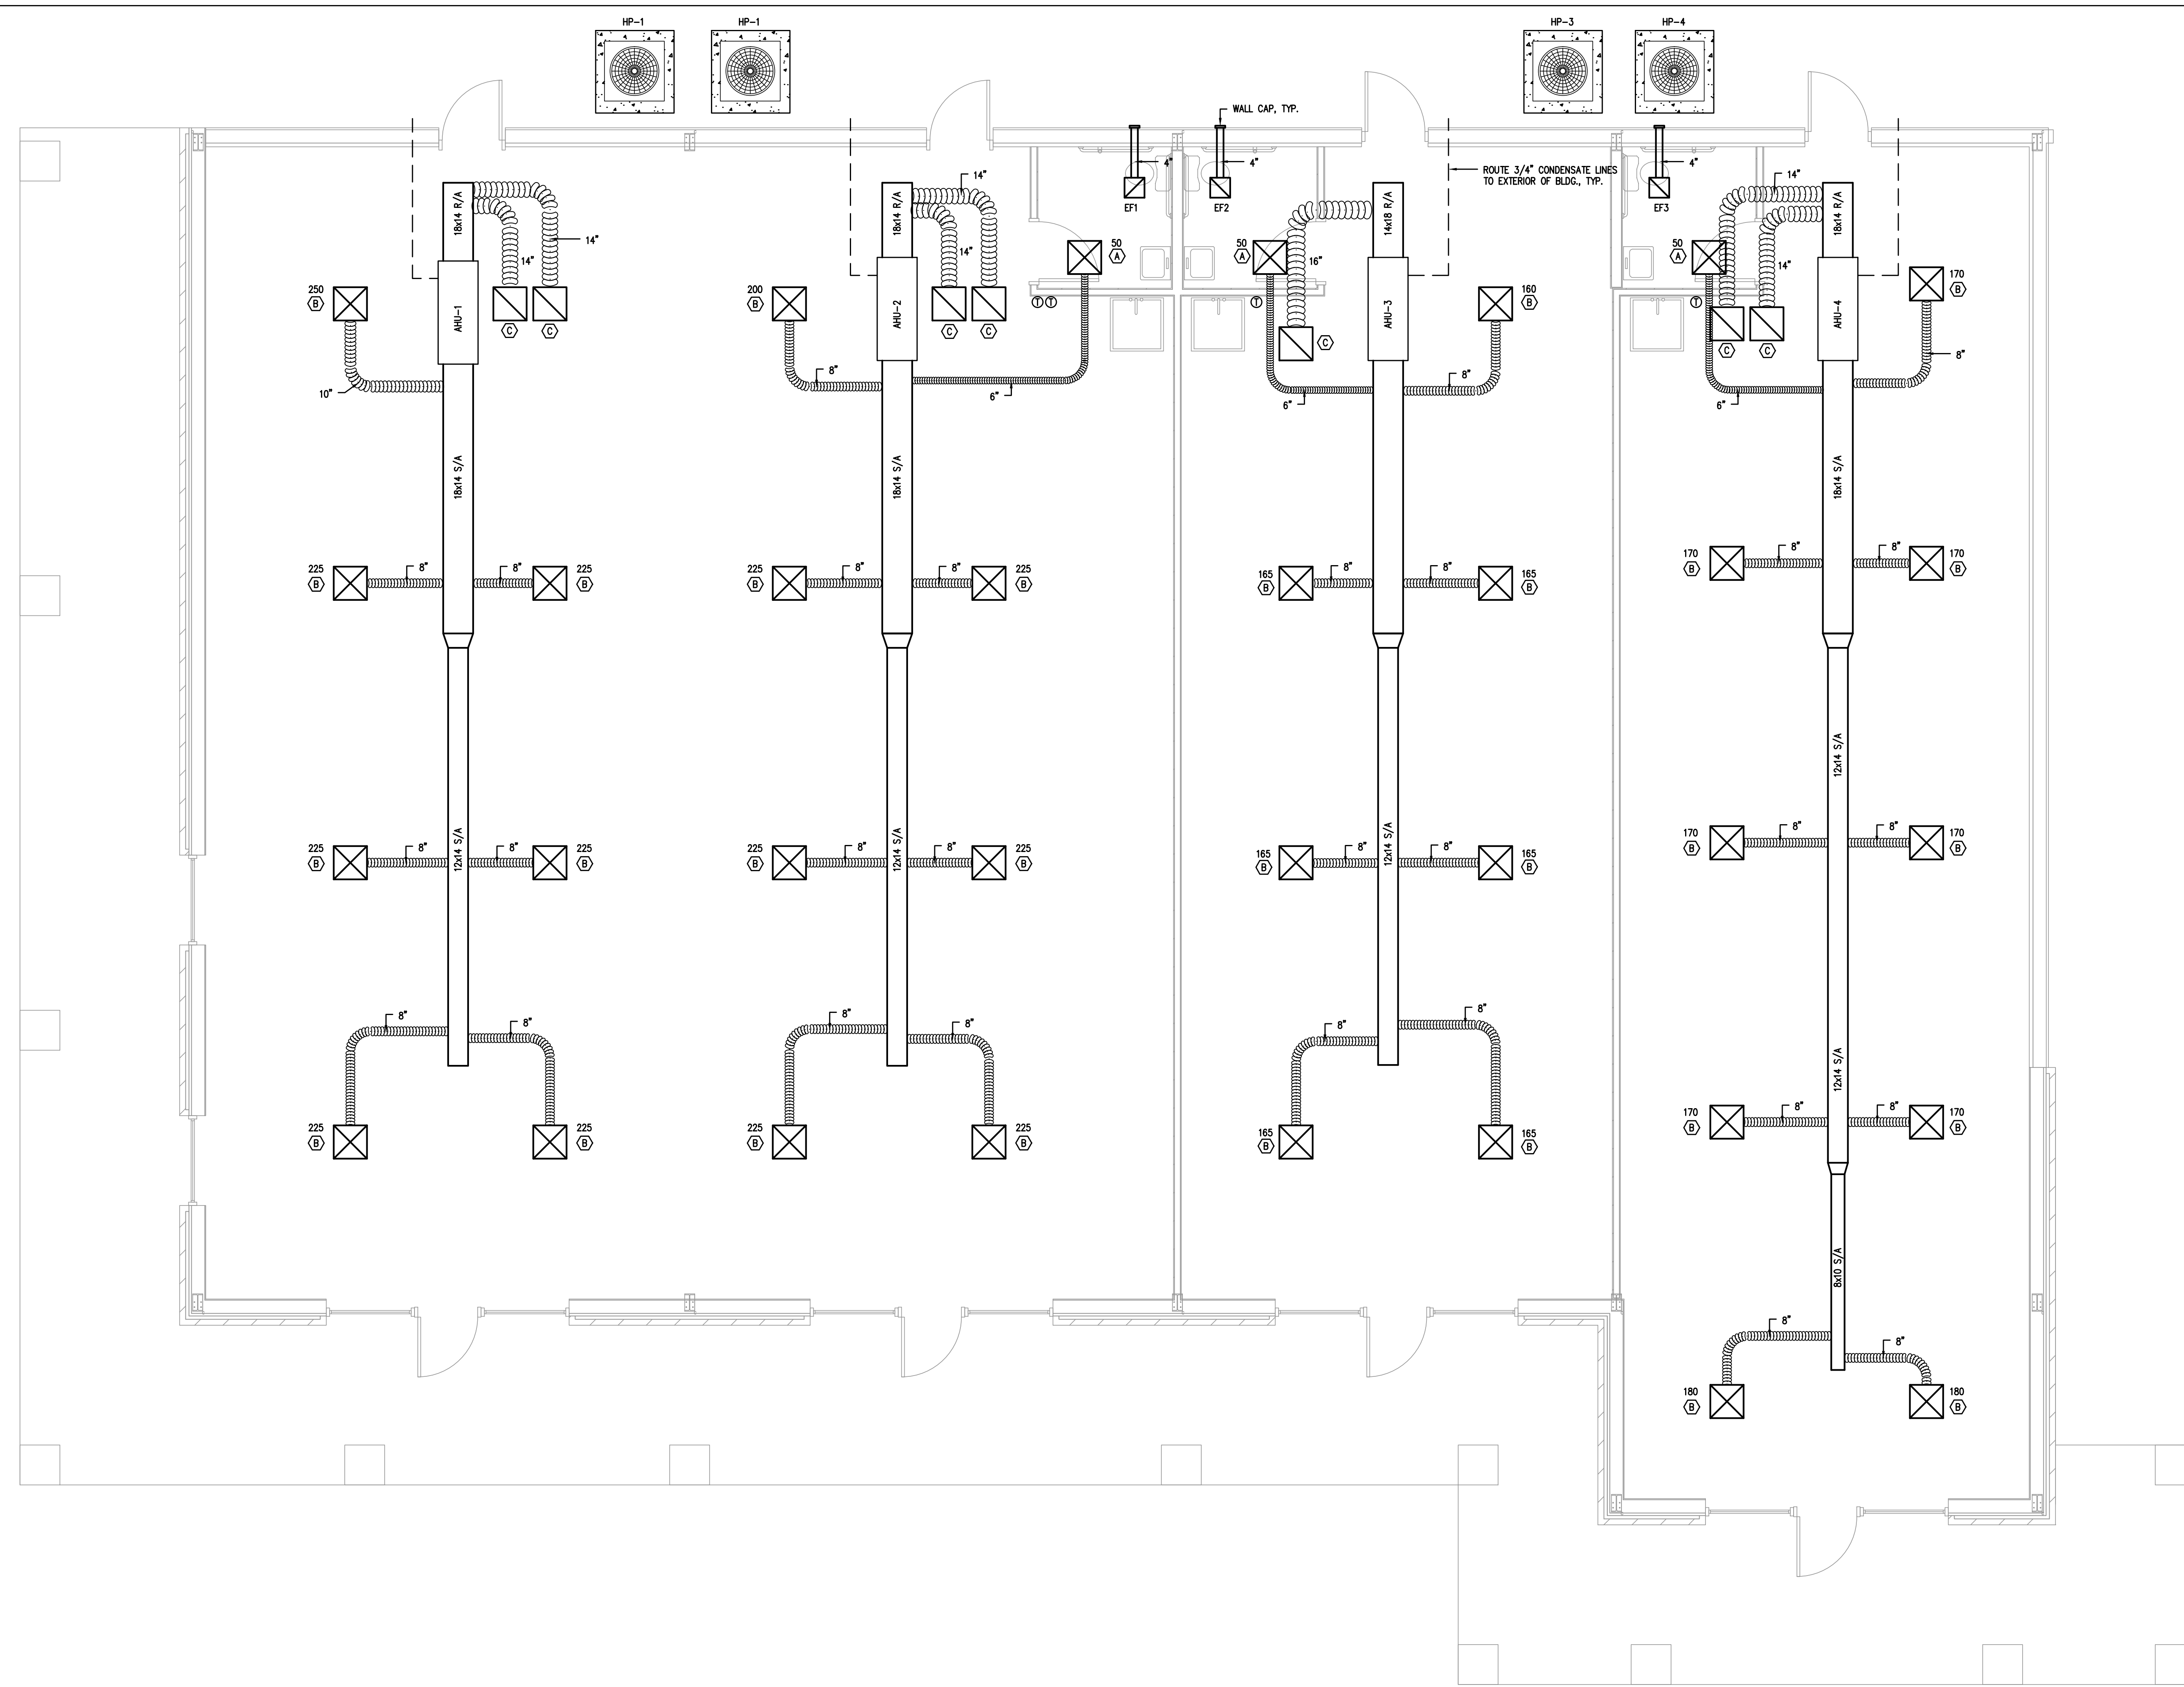 HP-1
HP-1
HP-3
HP-4
WALL CAP, TYP.
4"
4"
4"
ROUTE 3/4" CONDENSATE LINES
TO EXTERIOR OF BLDG., TYP.
EF1
EF2
EF3
18x14 R/A
14"
14"
AHU-1
C
C
250
B
10"
18x14 S/A
225
B
8"
8"
225
B
12x14 S/A
225
B
8"
8"
225
B
8"
8"
225
B
225
B
18x14 R/A
14"
14"
AHU-2
C
C
50
A
T
T
200
B
8"
6"
18x14 S/A
225
B
8"
8"
225
B
12x14 S/A
225
B
8"
8"
225
B
8"
8"
225
B
225
B
14x18 R/A
50
A
16"
T
AHU-3
C
160
B
8"
6"
165
B
8"
8"
165
B
12x14 S/A
165
B
8"
8"
165
B
8"
8"
165
B
165
B
18x14 R/A
14"
14"
50
A
T
AHU-4
C
C
170
B
8"
6"
18x14 S/A
170
B
8"
8"
170
B
12x14 S/A
170
B
8"
8"
170
B
12x14 S/A
170
B
8"
8"
170
B
8x10 S/A
8"
8"
180
B
180
B